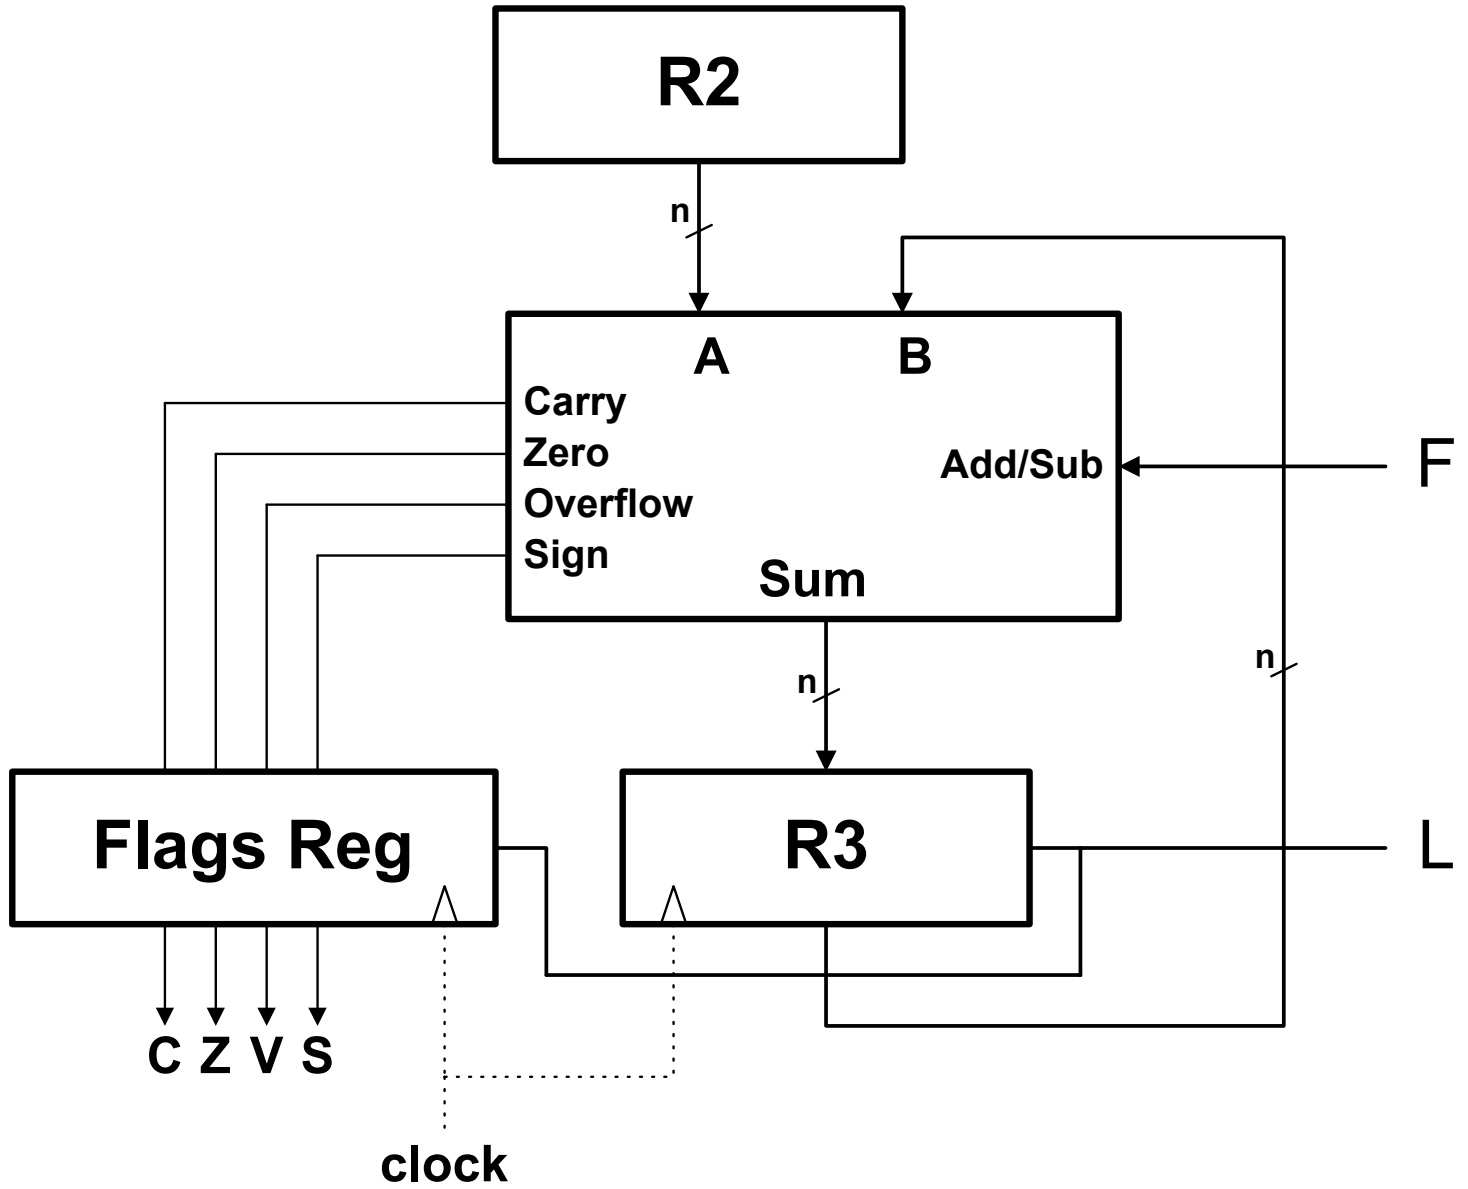 R2
n
A B
Carry
Zero
Add/Sub
F
Overflow
Sign
Sum
n
n
Flags Reg
R3
L
C Z V S
clock